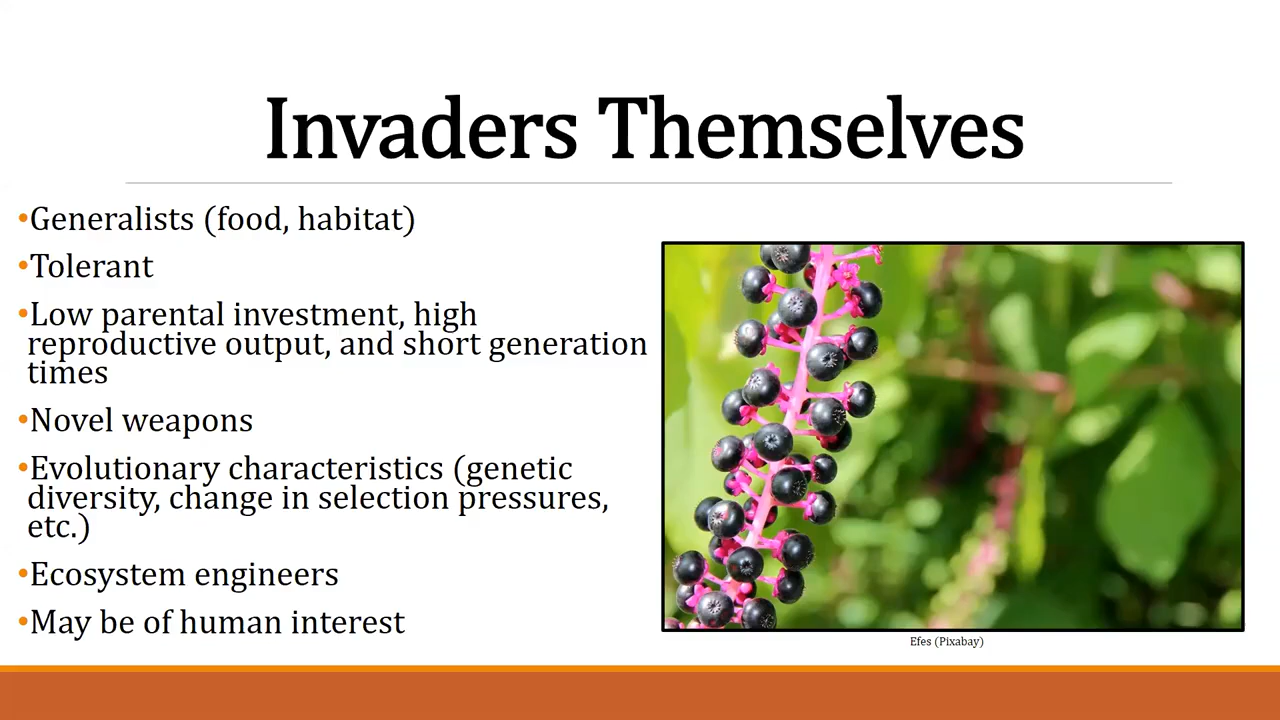 Invaders Themselves
•Generalists (food, habitat)
•Tolerant
•Low parental investment, high
reproductive output, and short generation
times
•Novel weapons
•Evolutionary characteristics (genetic
diversity, change in selection pressures,
etc.)
•Ecosystem engineers
•May be of human interest
Efes (Pixabay)